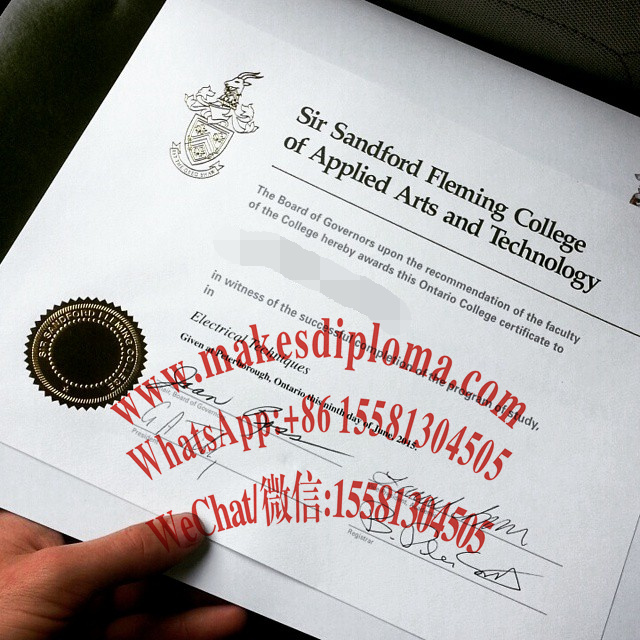 Sir Sandford Fleming College
of Applied Arts and Technology
The Board of Governors upon the recommendation of the faculty
of the College hereby awards this Ontario College certificate to
in witness of the successful completion of the program of study,
in
Electrical Techniques
Given at Peterborough, Ontario this ninth day of June, 2015.
www.makesdiploma.com
WhatsApp:+86 15581304505
WeChat/微信:15581304505
Board of Governors
Registrar